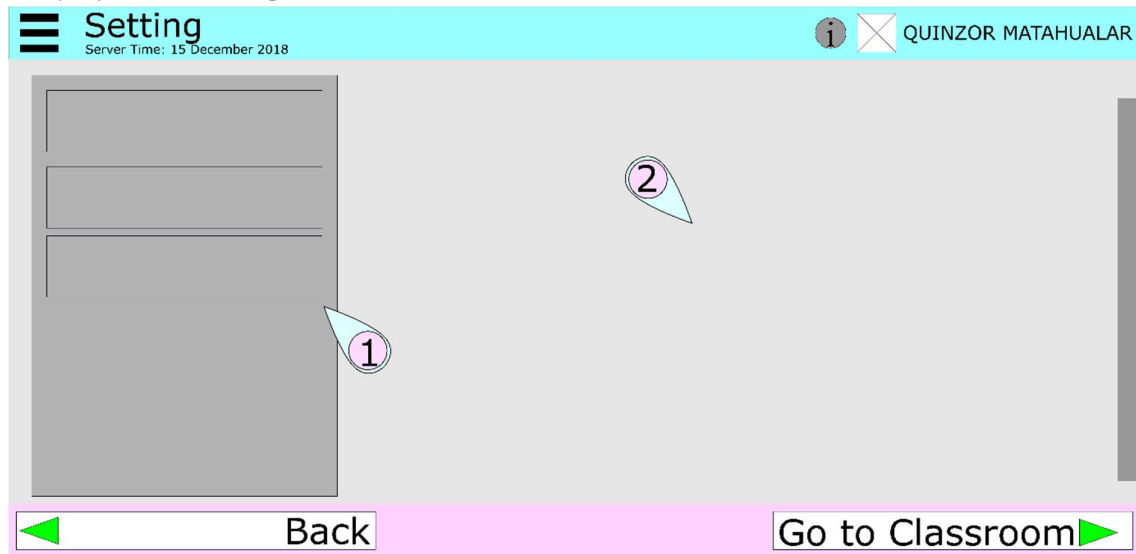 Setting
Server Time: 15 December 2018
i
QUINZOR MATAHUALAR
2
1
Back
Go to Classroom